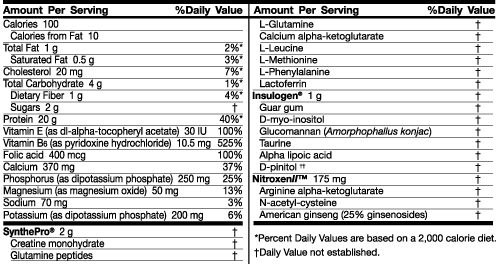 Amount Per Serving %Daily Value
Calories 100
Calories from Fat 10
Total Fat 1 g 2%*
Saturated Fat 0.5 g 3%*
Cholesterol 20 mg 7%*
Total Carbohydrate 4 g 1%*
Dietary Fiber 1 g 4%*
Sugars 2 g †
Protein 20 g 40%*
Vitamin E (as dl-alpha-tocopheryl acetate) 30 IU 100%
Vitamin B6 (as pyridoxine hydrochloride) 10.5 mg 525%
Folic acid 400 mcg 100%
Calcium 370 mg 37%
Phosphorus (as dipotassium phosphate) 250 mg 25%
Magnesium (as magnesium oxide) 50 mg 13%
Sodium 70 mg 3%
Potassium (as dipotassium phosphate) 200 mg 6%
SynthePro® 2 g †
Creatine monohydrate †
Glutamine peptides †
Amount Per Serving %Daily Value
L-Glutamine †
Calcium alpha-ketoglutarate †
L-Leucine †
L-Methionine †
L-Phenylalanine †
Lactoferrin †
Insulogen® 1 g †
Guar gum †
D-myo-inositol †
Glucomannan (Amorphophallus konjac) †
Taurine †
Alpha lipoic acid †
D-pinitol †† †
NitroxenII™ 175 mg †
Arginine alpha-ketoglutarate †
N-acetyl-cysteine †
American ginseng (25% ginsenosides) †
*Percent Daily Values are based on a 2,000 calorie diet.
†Daily Value not established.